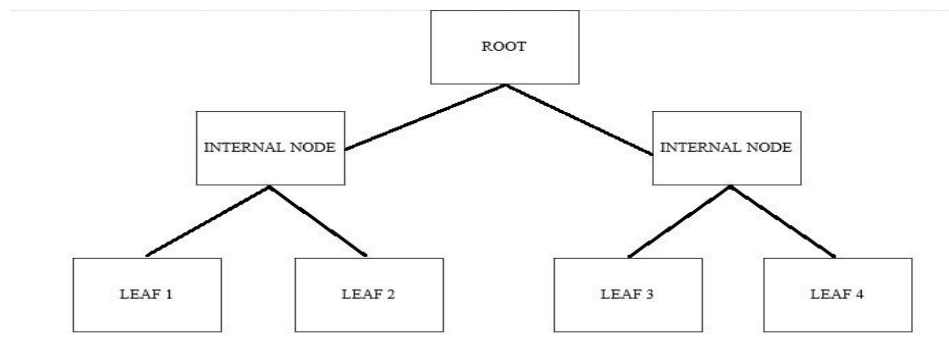 ROOT
INTERNAL NODE
INTERNAL NODE
LEAF 1
LEAF 2
LEAF 3
LEAF 4